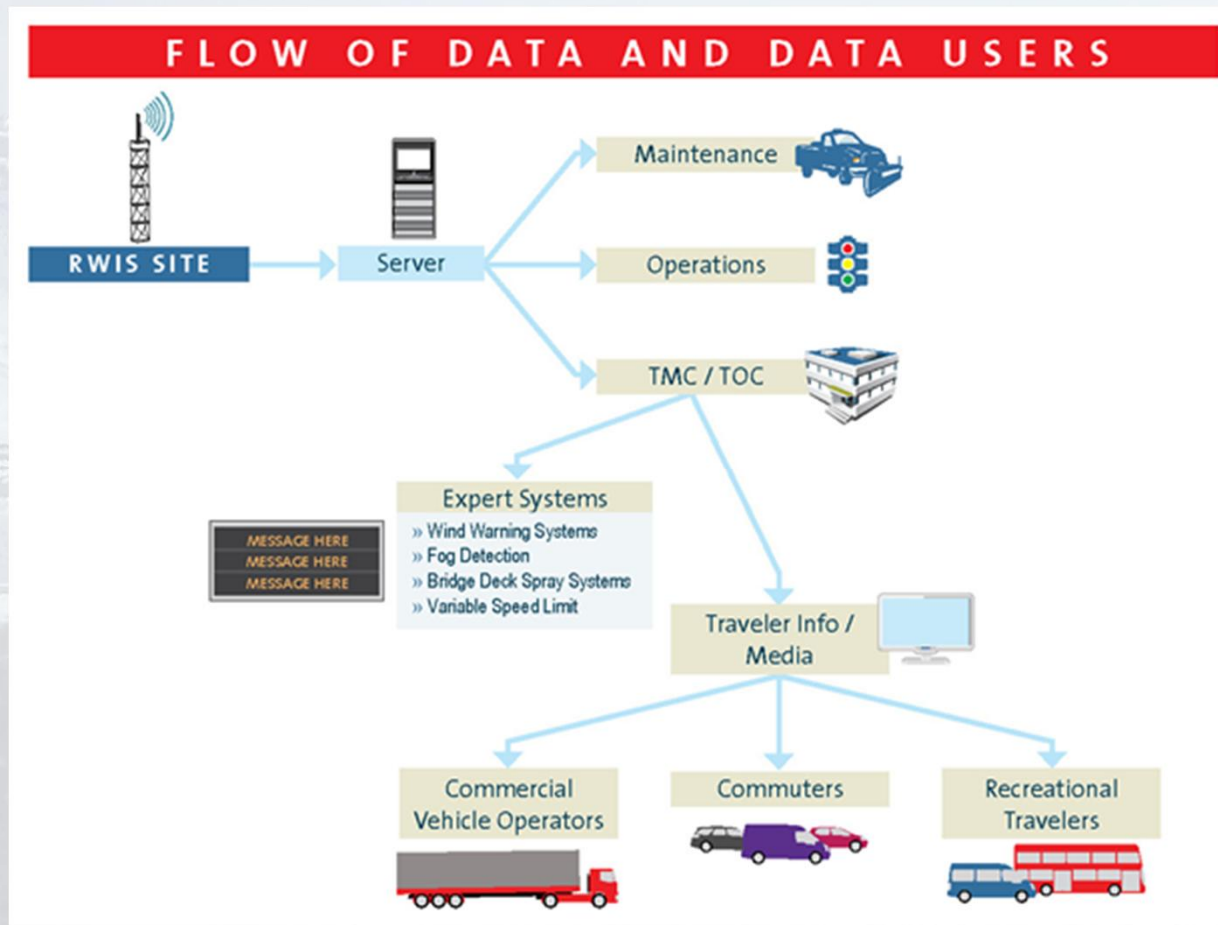 FLOW OF DATA AND DATA USERS
RWIS SITE
Server
Maintenance
Operations
TMC / TOC
Expert Systems
» Wind Warning Systems
» Fog Detection
» Bridge Deck Spray Systems
» Variable Speed Limit
MESSAGE HERE
MESSAGE HERE
MESSAGE HERE
Traveler Info /
Media
Commercial
Vehicle Operators
Commuters
Recreational
Travelers